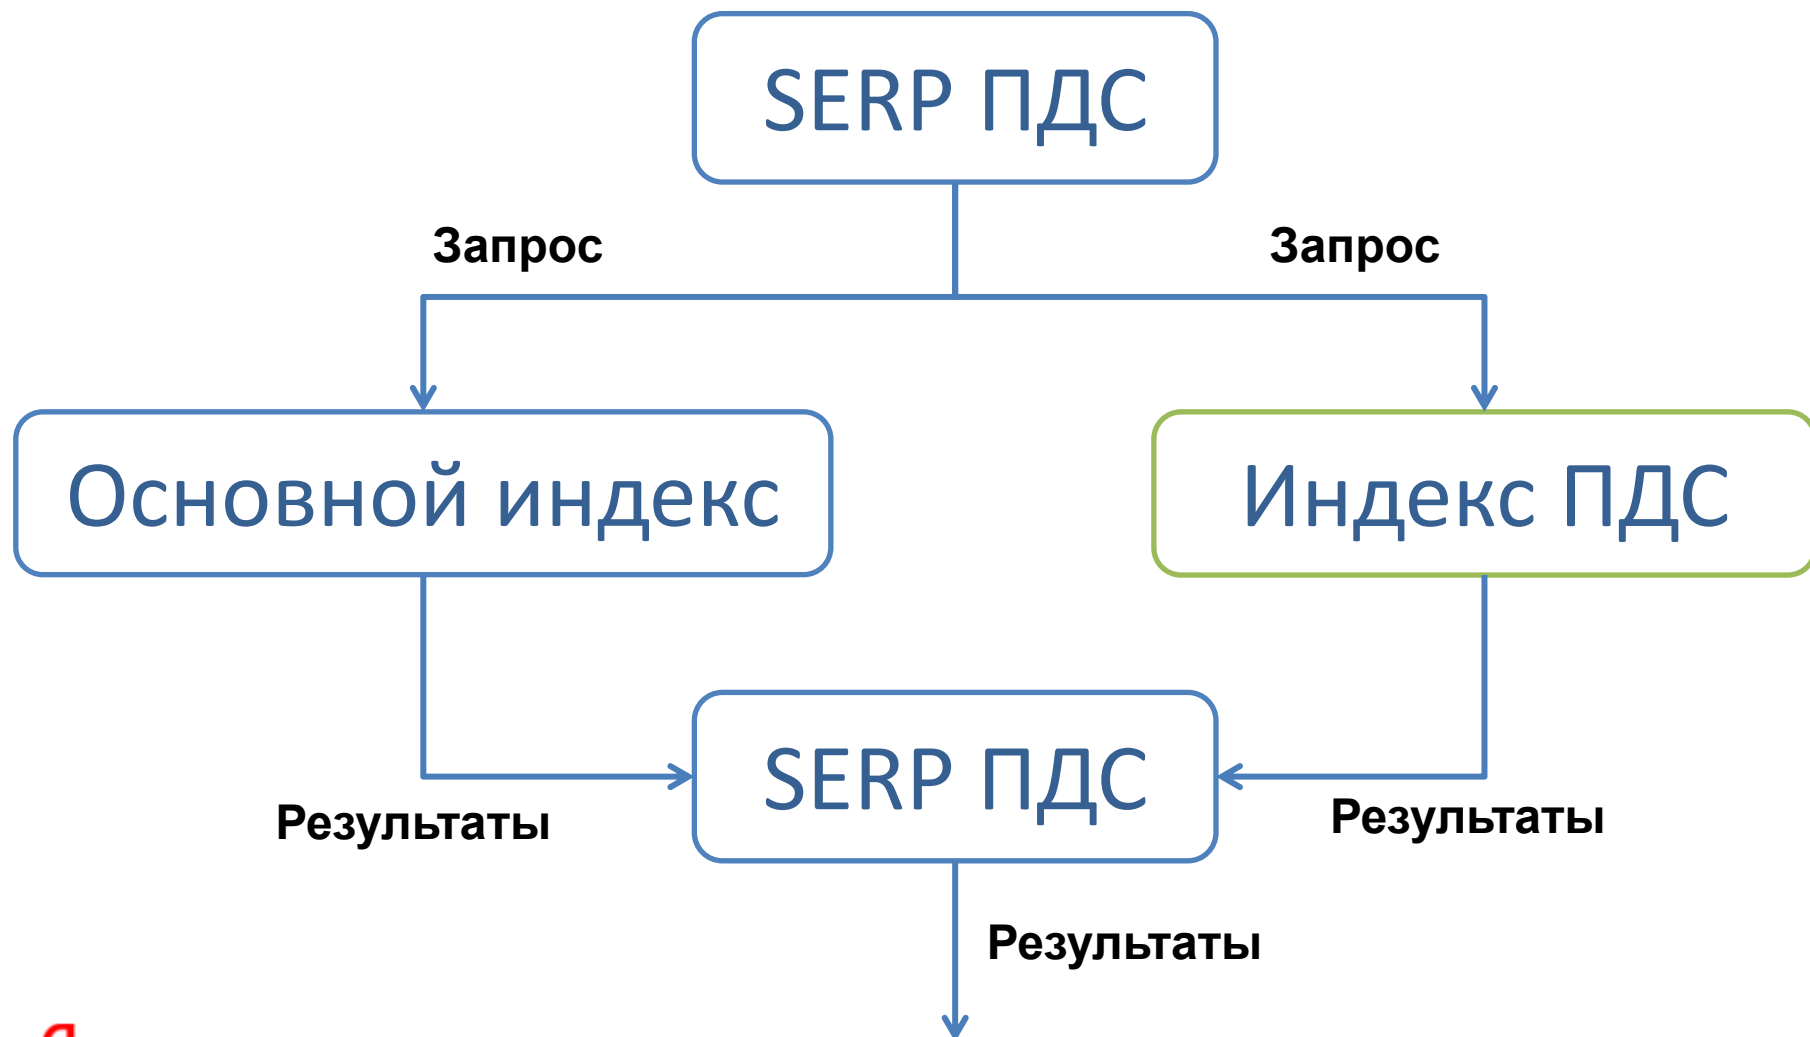 SERP ПДС
Запрос
Запрос
Основной индекс
Индекс ПДС
SERP ПДС
Результаты
Результаты
Результаты